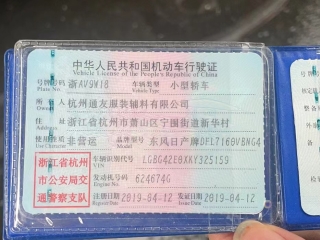 中华人民共和国机动车行驶证
Vehicle License of the People's Republic of China
号牌号码 浙AV9W18 车辆类型 小型轿车
Plate No. Vehicle Type
所有人 杭州通友服装辅料有限公司
Owner
住址 浙江省杭州市萧山区宁围街道新华村
Address
使用性质 非营运 品牌型号 东风日产牌DFL7168VBNG4
浙江省杭州市公安局交通警察支队
车辆识别代号 LGBG42E0XKY325159
VIN
发动机号码 624674G
注册日期 2019-04-12 发证日期 2019-04-12